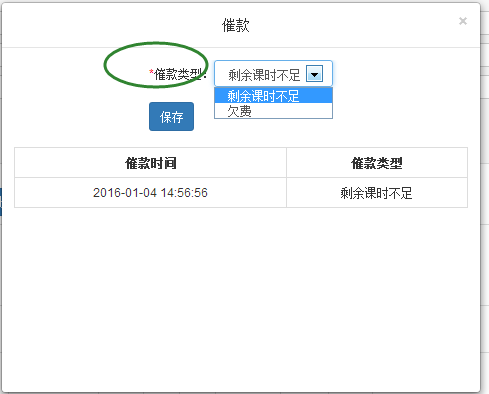 催款
×
*催款类型： 剩余课时不足
剩余课时不足
欠费
保存
催款时间 催款类型
2016-01-04 14:56:56 剩余课时不足